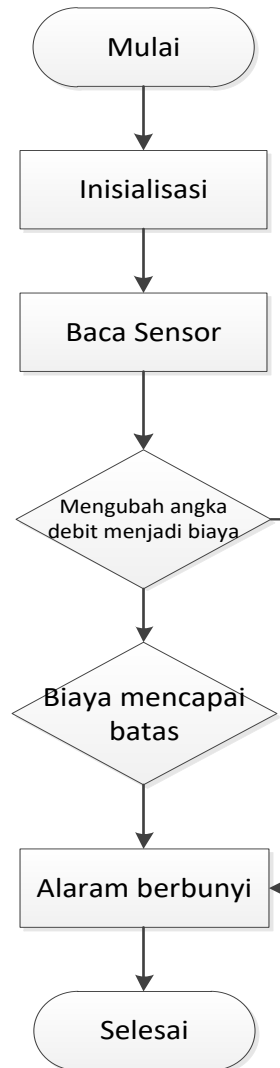 Mulai
Inisialisasi
Baca Sensor
Mengubah angka
debit menjadi biaya
Biaya mencapai
batas
Alaram berbunyi
Selesai